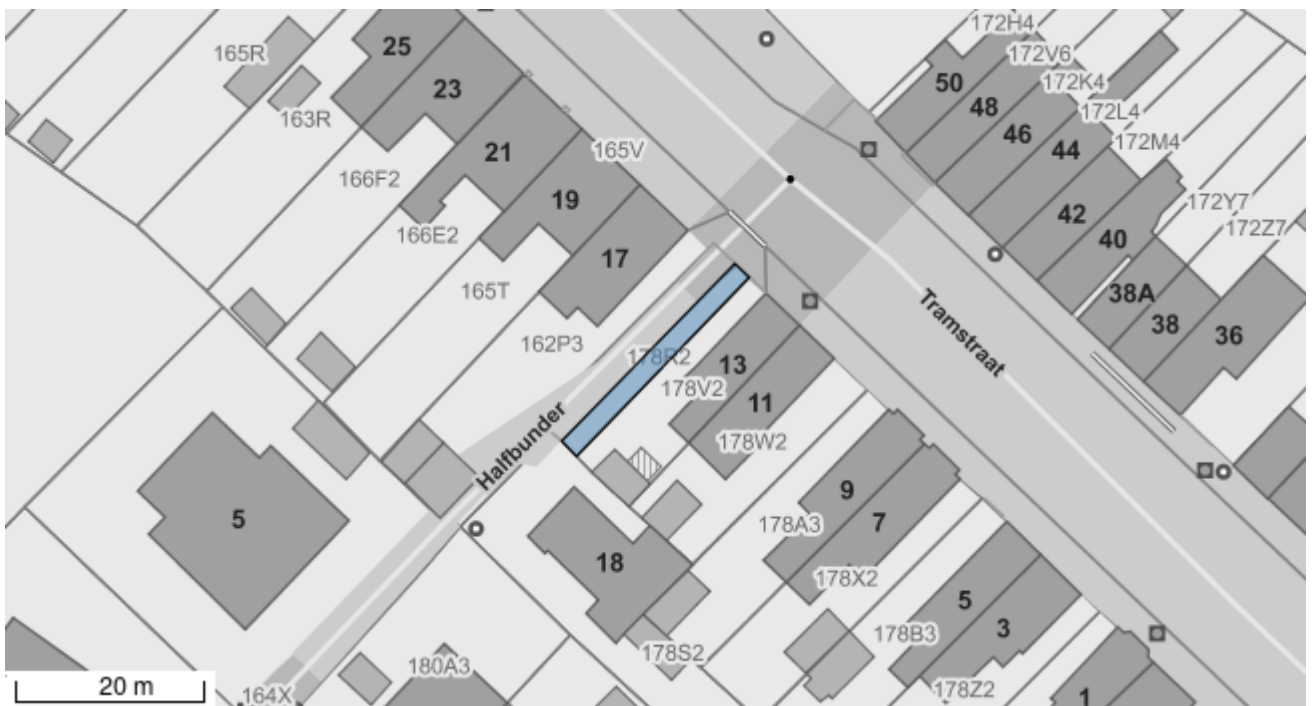 172H4
172V6
165R
25
50
172K4
23
48
172L4
163R
46
172M4
165V
21
44
166F2
19
42
172Y7
166E2
40
172Z7
17
165T
38A
38
36
Tramstraat
162P3
178R2
13
178V2
11
Halfbunder
178W2
9
178A3
5
7
18
178X2
5
178B3
3
178S2
180A3
20 m
164X
178Z2
1